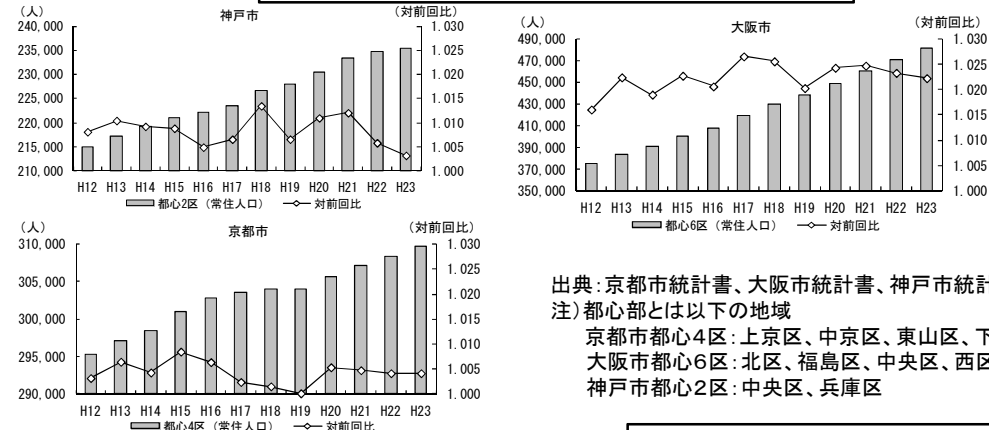 （人） 神戸市 （対前回比）
240,000 1.030
235,000 1.025
230,000 1.020
225,000 1.015
220,000 1.010
215,000 1.005
210,000 1.000
H12 H13 H14 H15 H16 H17 H18 H19 H20 H21 H22 H23
都心2区（常住人口） 対前回比
（人） 大阪市 （対前回比）
490,000 1.030
470,000 1.025
450,000 1.020
430,000 1.015
410,000 1.010
390,000 1.005
370,000
350,000 1.000
H12 H13 H14 H15 H16 H17 H18 H19 H20 H21 H22 H23
都心6区（常住人口） 対前回比
（人） 京都市 （対前回比）
310,000 1.030
305,000 1.025
300,000 1.020
295,000 1.015
290,000 1.010
1.005
1.000
H12 H13 H14 H15 H16 H17 H18 H19 H20 H21 H22 H23
都心4区（常住人口） 対前回比
出典：京都市統計書、大阪市統計書、神戸市統計
注）都心部とは以下の地域
京都市都心4区：上京区、中京区、東山区、下
大阪市都心6区：北区、福島区、中央区、西区
神戸市都心2区：中央区、兵庫区